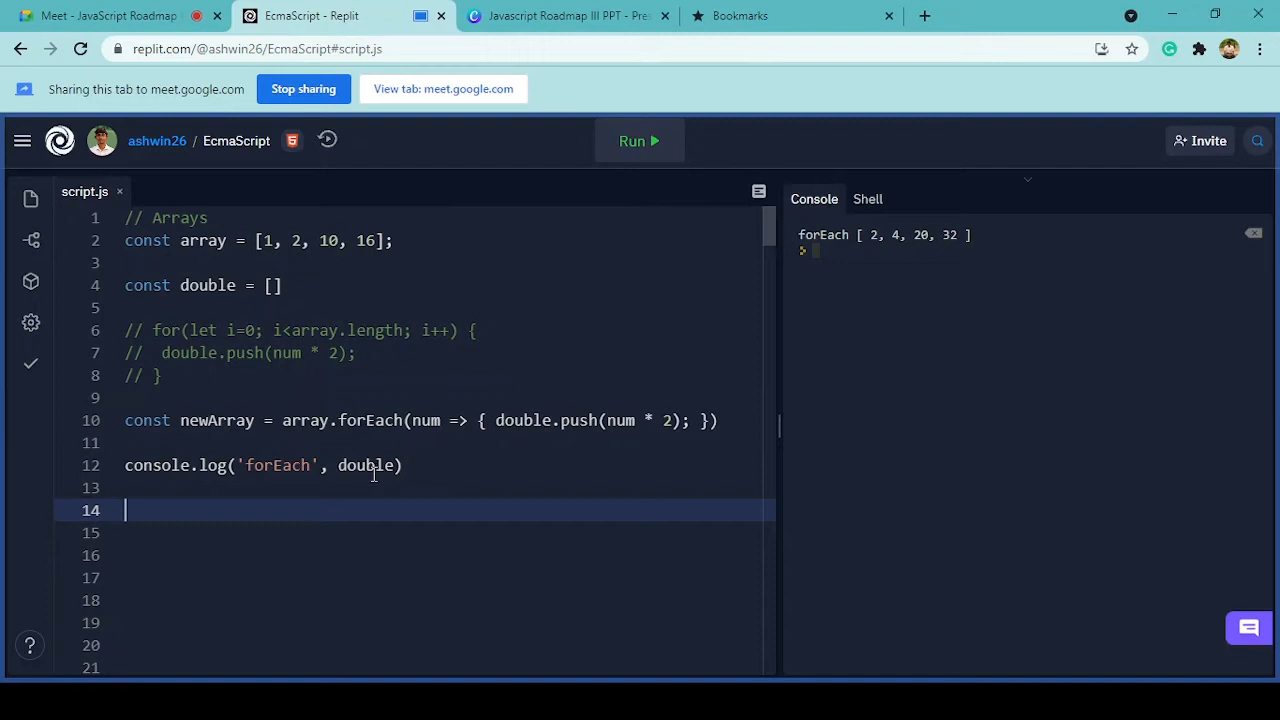 Meet - JavaScript Roadmap
EcmaScript - Replit
Javascript Roadmap III PPT - Pres
Bookmarks
replit.com/@ashwin26/EcmaScript#script.js
Sharing this tab to meet.google.com
Stop sharing
View tab: meet.google.com
ashwin26 / EcmaScript
Run
Invite
script.js
Console
Shell
1 // Arrays
2 const array = [1, 2, 10, 16];
3
4 const double = []
5
6 // for(let i=0; i<array.length; i++) {
7 //  double.push(num * 2);
8 // }
9
10 const newArray = array.forEach(num => { double.push(num * 2); })
11
12 console.log('forEach', double)
13
14
15
16
17
18
19
20
21
forEach [ 2, 4, 20, 32 ]